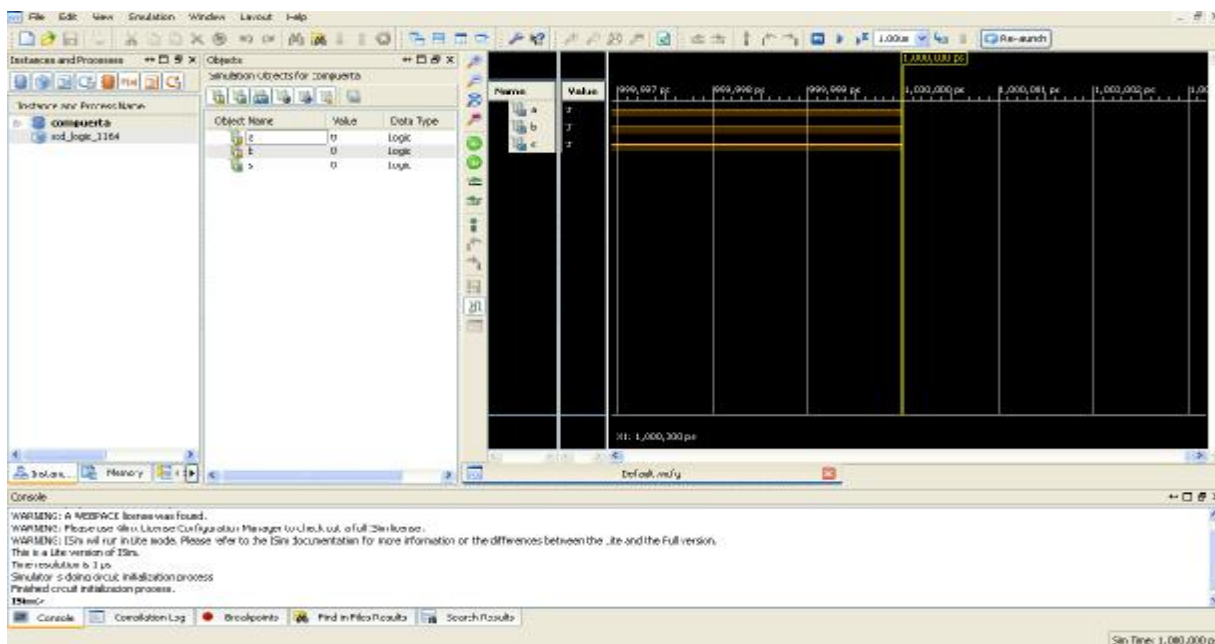 File Edit View Simulation Window Layout Help
1.00us Re-launch
Instances and Processes
Objects
Simulation Objects for compuerta
Instance and Process Name
compuerta
std_logic_1164
Object Name Value Data Type
a U Logic
b U Logic
s U Logic
Name Value
a
b
1,000,000 ps
999,997 ps 999,998 ps 999,999 ps 1,000,000 ps 1,000,001 ps 1,000,002 ps
X1: 1,000,000 ps
Memory
Default.wcfg
Console
WARNING: A WEBPACK license was found.
WARNING: Please use Xilinx License Configuration Manager to check out a full ISim license.
WARNING: ISim will run in Lite mode. Please refer to the ISim documentation for more information on the differences between the Lite and the Full version.
This is a Lite version of ISim.
Time resolution is 1 ps
Simulator is doing circuit initialization process.
Finished circuit initialization process.
ISim>
Console Compilation Log Breakpoints Find in Files Results Search Results
Sim Time: 1,000,000 ps